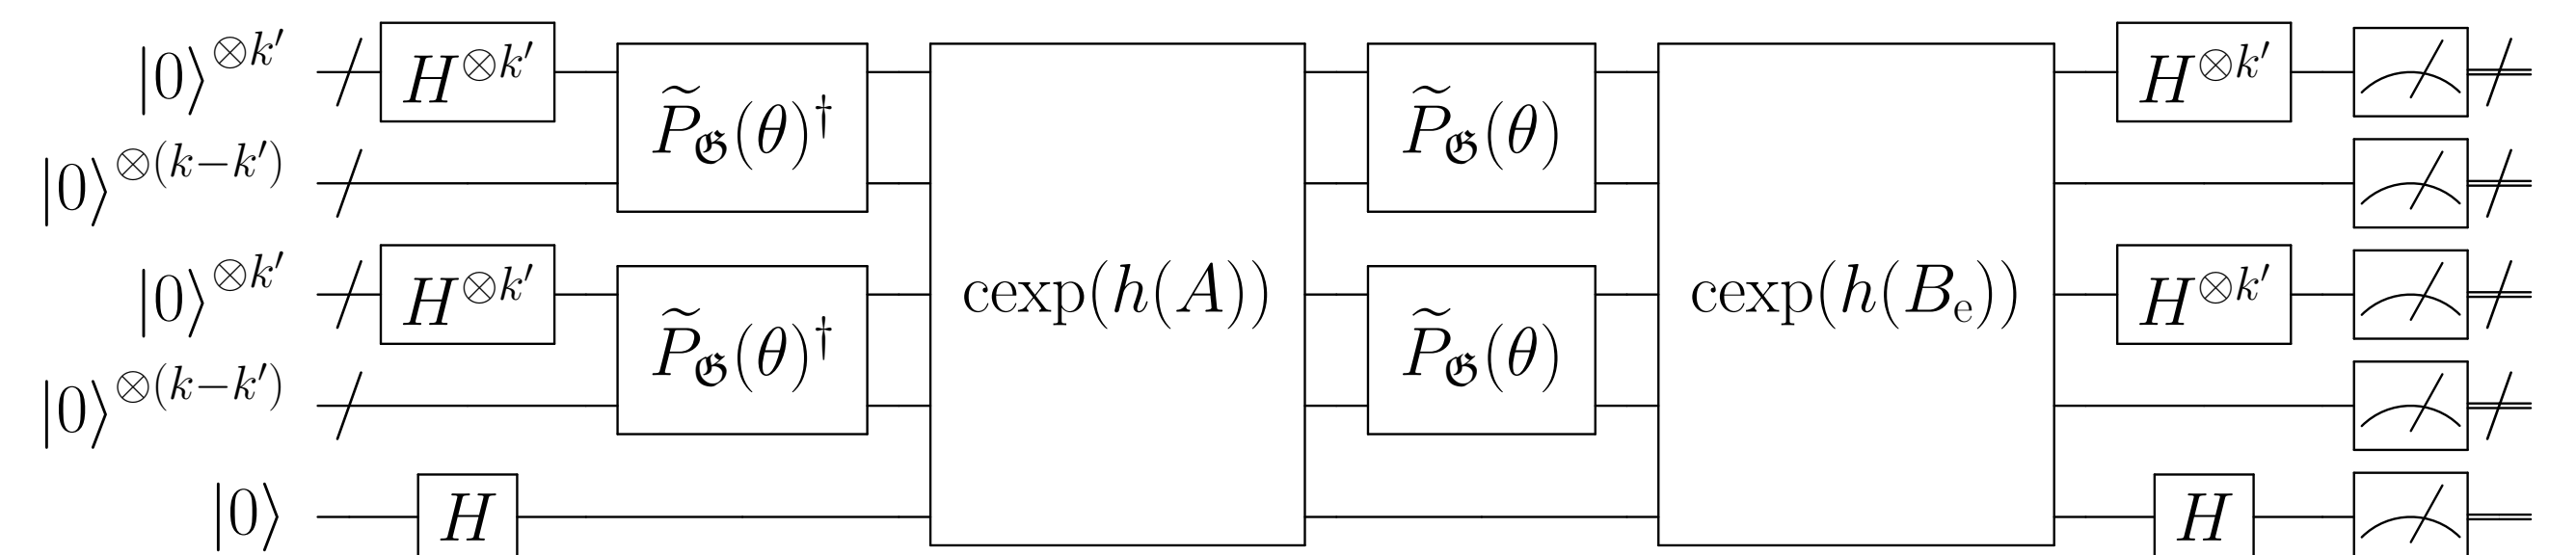 |0⟩^{⊗k′} H^{⊗k′} H^{⊗k′}
P̃_𝔊(θ)† P̃_𝔊(θ)
|0⟩^{⊗(k−k′)}
|0⟩^{⊗k′} H^{⊗k′} cexp(h(A)) cexp(h(B_e)) H^{⊗k′}
P̃_𝔊(θ)† P̃_𝔊(θ)
|0⟩^{⊗(k−k′)}
|0⟩ H H